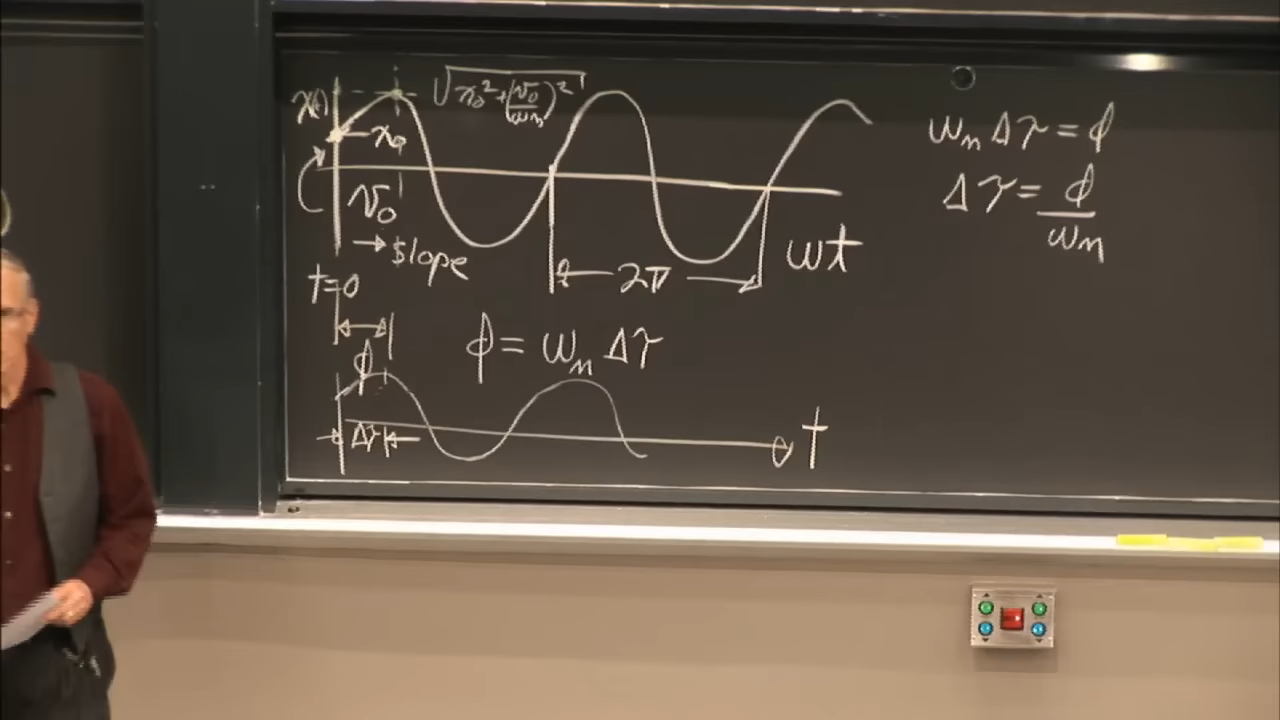 x(t)
√x₀² + (v₀/ωₙ)²
x₀
v₀
→ slope
t=0
2π
ωt
ϕ
ϕ = ωₙ Δτ
Δτ
t
ωₙ Δτ = ϕ
Δτ = ϕ/ωₙ